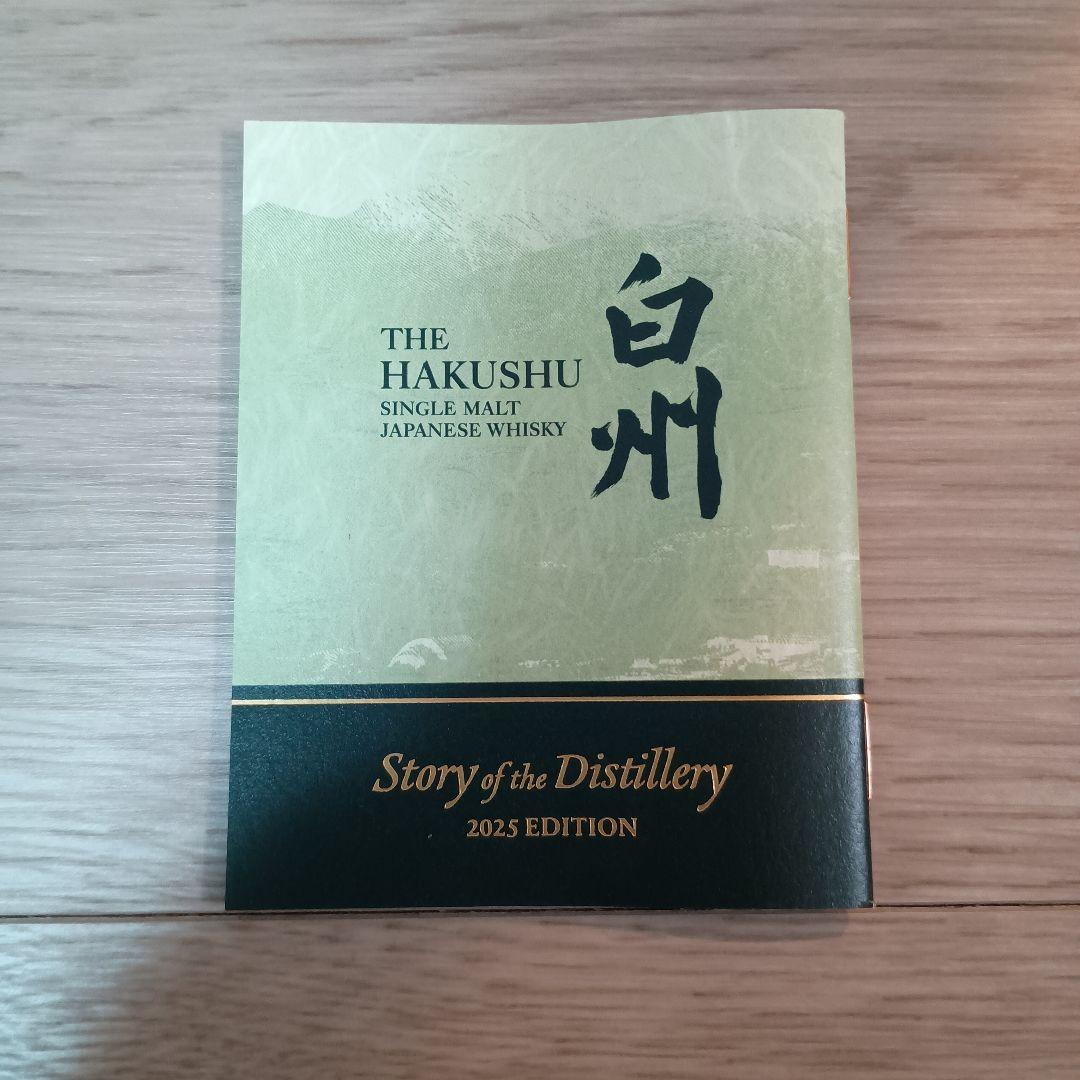 THE
HAKUSHU
SINGLE MALT
JAPANESE WHISKY
白州
Story of the Distillery
2025 EDITION